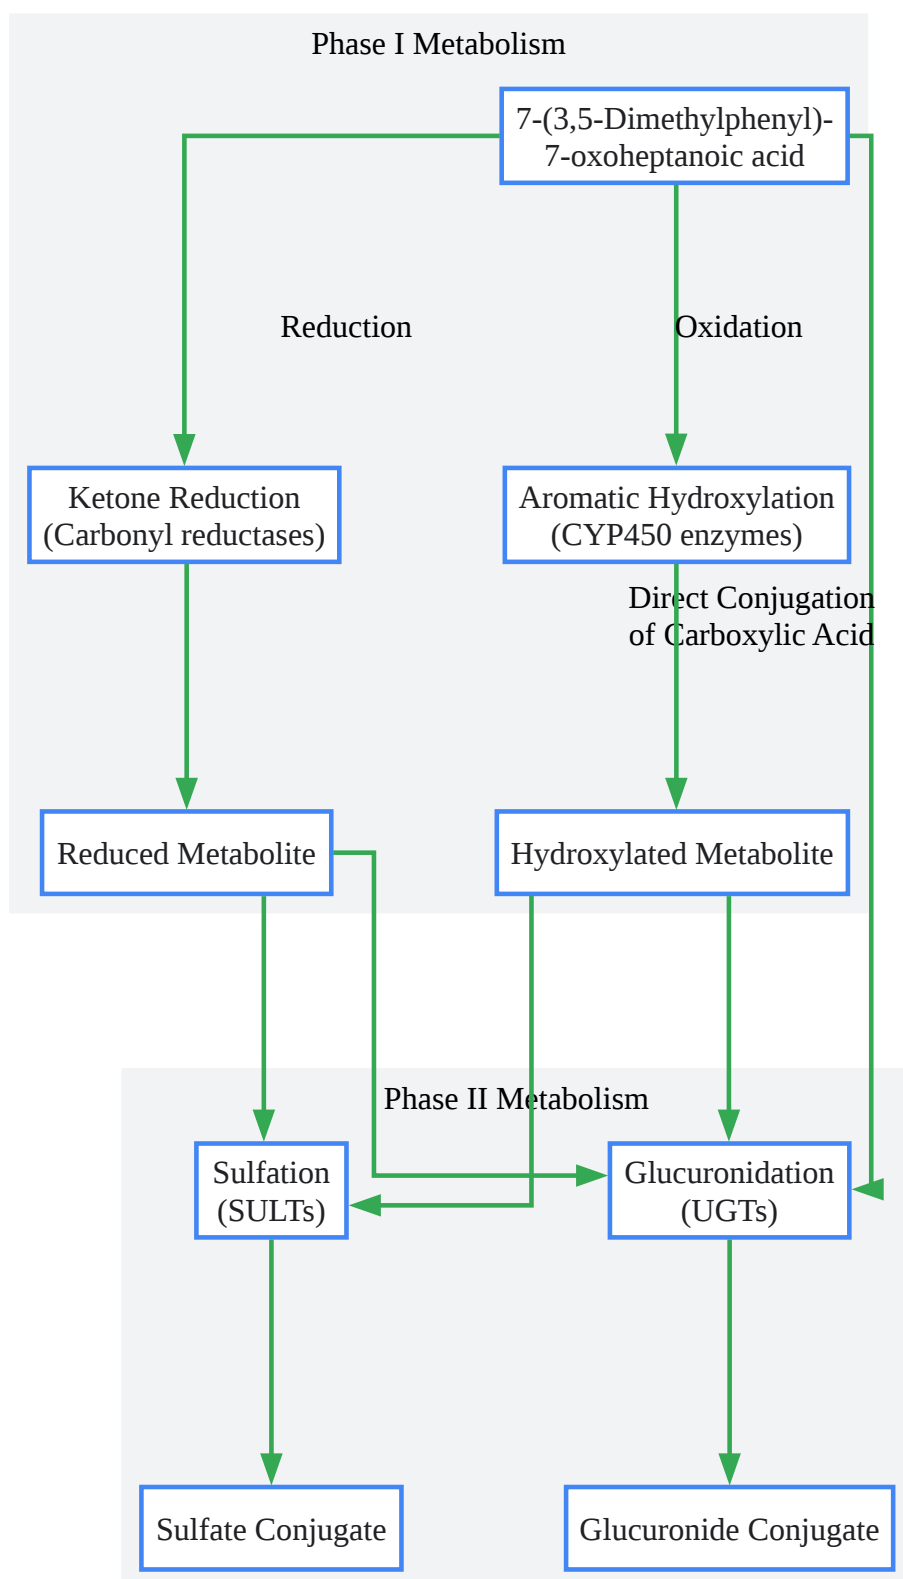 Phase I Metabolism
7-(3,5-Dimethylphenyl)-
7-oxoheptanoic acid
Reduction
Oxidation
Ketone Reduction
(Carbonyl reductases)
Aromatic Hydroxylation
(CYP450 enzymes)
Direct Conjugation
of Carboxylic Acid
Reduced Metabolite
Hydroxylated Metabolite
Phase II Metabolism
Sulfation
(SULTs)
Glucuronidation
(UGTs)
Sulfate Conjugate
Glucuronide Conjugate